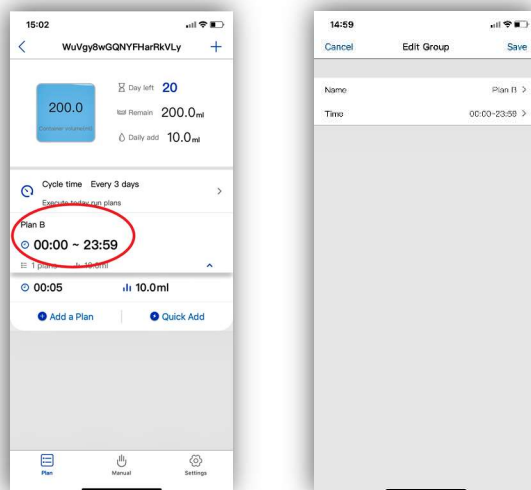 15:02
WuVgy8wGQNYFHarRkVLy
Day left 20
200.0
Remain 200.0ml
Container volume(ml)
Daily add 10.0ml
Cycle time Every 3 days
Execute today run plans
Plan B
00:00 ~ 23:59
1 plans 10.0ml
00:05 10.0ml
Add a Plan Quick Add
Plan Manual Settings
14:59
Cancel Edit Group Save
Name Plan B
Time 00:00~23:59